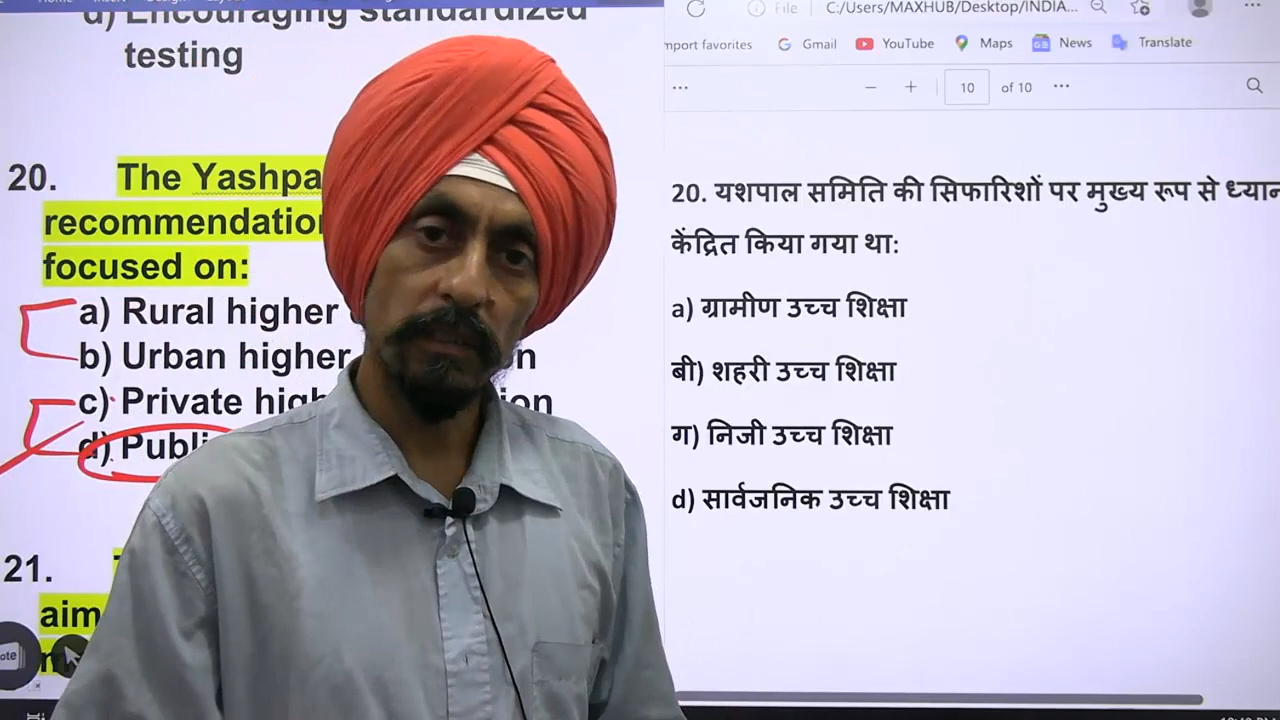 d) Encouraging standardized
testing
20. The Yashpa
recommendation
focused on:
a) Rural higher
b) Urban higher n
c) Private high ion
d) Publi
21.
aim
ote
File C:/Users/MAXHUB/Desktop/INDIA...
mport favorites Gmail YouTube Maps News Translate
10 of 10
20. यशपाल समिति की सिफारिशों पर मुख्य रूप से ध्यान
केंद्रित किया गया था:
a) ग्रामीण उच्च शिक्षा
बी) शहरी उच्च शिक्षा
ग) निजी उच्च शिक्षा
d) सार्वजनिक उच्च शिक्षा